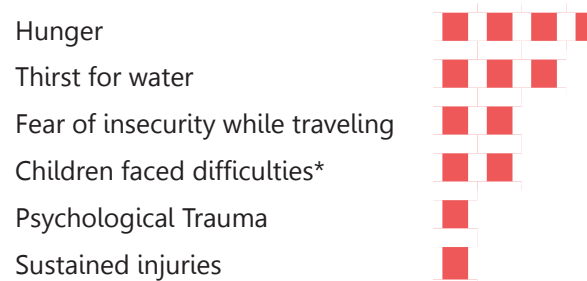 Hunger
Thirst for water
Fear of insecurity while traveling
Children faced difficulties*
Psychological Trauma
Sustained injuries